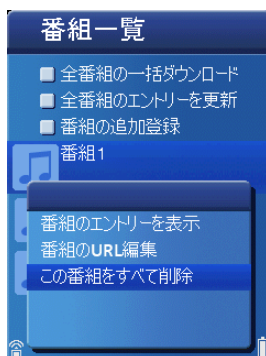 番組一覧
全番組の一括ダウンロード
全番組のエントリーを更新
番組の追加登録
番組1
番組のエントリーを表示
番組のURL編集
この番組をすべて削除